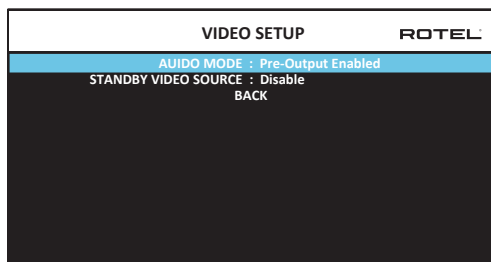 VIDEO SETUP ROTEL
AUIDO MODE : Pre-Output Enabled
STANDBY VIDEO SOURCE : Disable
BACK